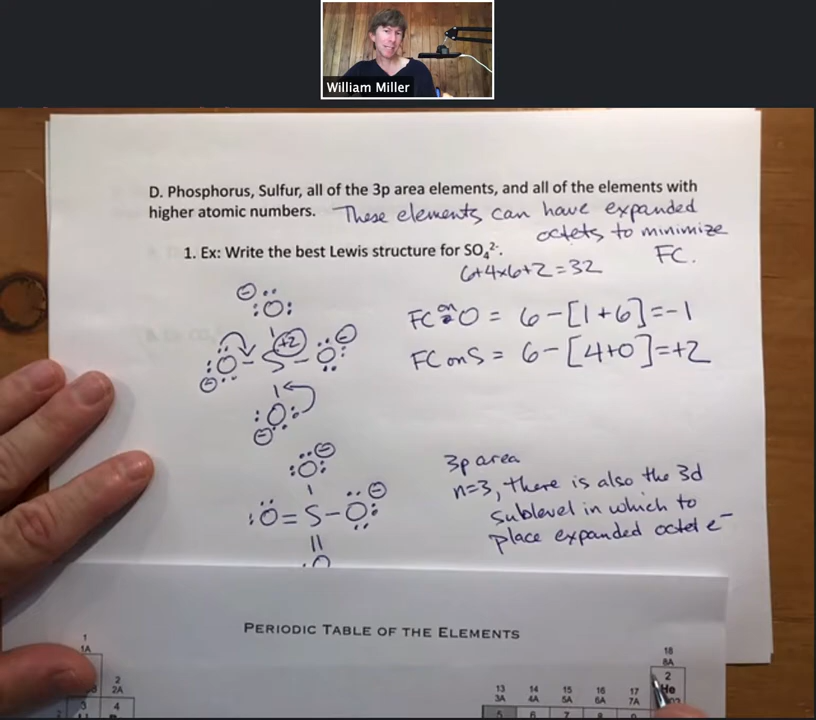 William Miller
D. Phosphorus, Sulfur, all of the 3p area elements, and all of the elements with
higher atomic numbers. These elements can have expanded
octets to minimize
FC.
1. Ex: Write the best Lewis structure for SO₄²⁻.
6+4x6+2=32
⊖ :O:
:O - S +2 - O: ⊖
⊖
:O: ⊖
FC on O = 6-[1+6]=-1
FC on S = 6-[4+0]=+2
:O: ⊖
:O=S-O: ⊖
||
:O
3p area
n=3, there is also the 3d
sublevel in which to
place expanded octet e⁻
PERIODIC TABLE OF THE ELEMENTS
1
1A
2
2A
3 4
13 14 15 16 17
3A 4A 5A 6A 7A
18
8A
2
He
5 6 7 8 9